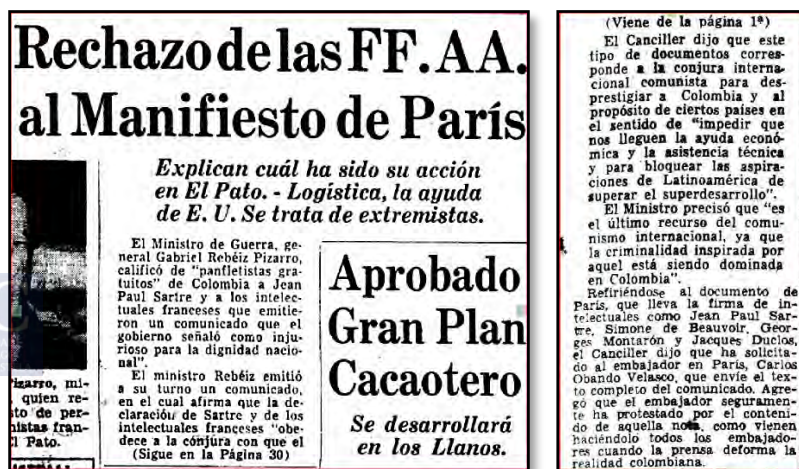 Rechazo de las FF.AA.
al Manifiesto de París
Explican cuál ha sido su acción
en El Pato. - Logística, la ayuda
de E. U. Se trata de extremistas.
El Ministro de Guerra, ge-
neral Gabriel Rebéiz Pizarro,
calificó de "panfletistas gra-
tuitos" de Colombia a Jean
Paul Sartre y a los intelec-
tuales franceses que emitie-
ron un comunicado que el
gobierno señaló como inju-
rioso para la dignidad nacio-
nal".
El ministro Rebéiz emitió
a su turno un comunicado,
en el cual afirma que la de-
claración de Sartre y de los
intelectuales franceses "obe-
dece a la cónjura con que el
(Sigue en la Página 30)
izarro, mi-
quien re-
to de per-
nistas fran-
l Pato.
Aprobado
Gran Plan
Cacaotero
Se desarrollará
en los Llanos.
(Viene de la página 1ª)
El Canciller dijo que este
tipo de documentos corres-
ponde a la conjura interna-
cional comunista para des-
prestigiar a Colombia y al
propósito de ciertos países en
el sentido de "impedir que
nos lleguen la ayuda econó-
mica y la asistencia técnica
y para bloquear las aspira-
ciones de Latinoamérica de
superar el superdesarrollo".
El Ministro precisó que "es
el último recurso del comu-
nismo internacional, ya que
la criminalidad inspirada por
aquel está siendo dominada
en Colombia".
Refiriéndose al documento de
París, que lleva la firma de in-
telectuales como Jean Paul Sar-
tre, Simone de Beauvoir, Geor-
ges Montarón y Jacques Duclos,
el Canciller dijo que ha solicita-
do al embajador en París, Carlos
Obando Velasco, que envíe el tex-
to completo del comunicado. Agre-
gó que el embajador seguramen-
te ha protestado por el conteni-
do de aquella nota, como vienen
haciéndolo todos los embajado-
res cuando la prensa deforma la
realidad colombiana.